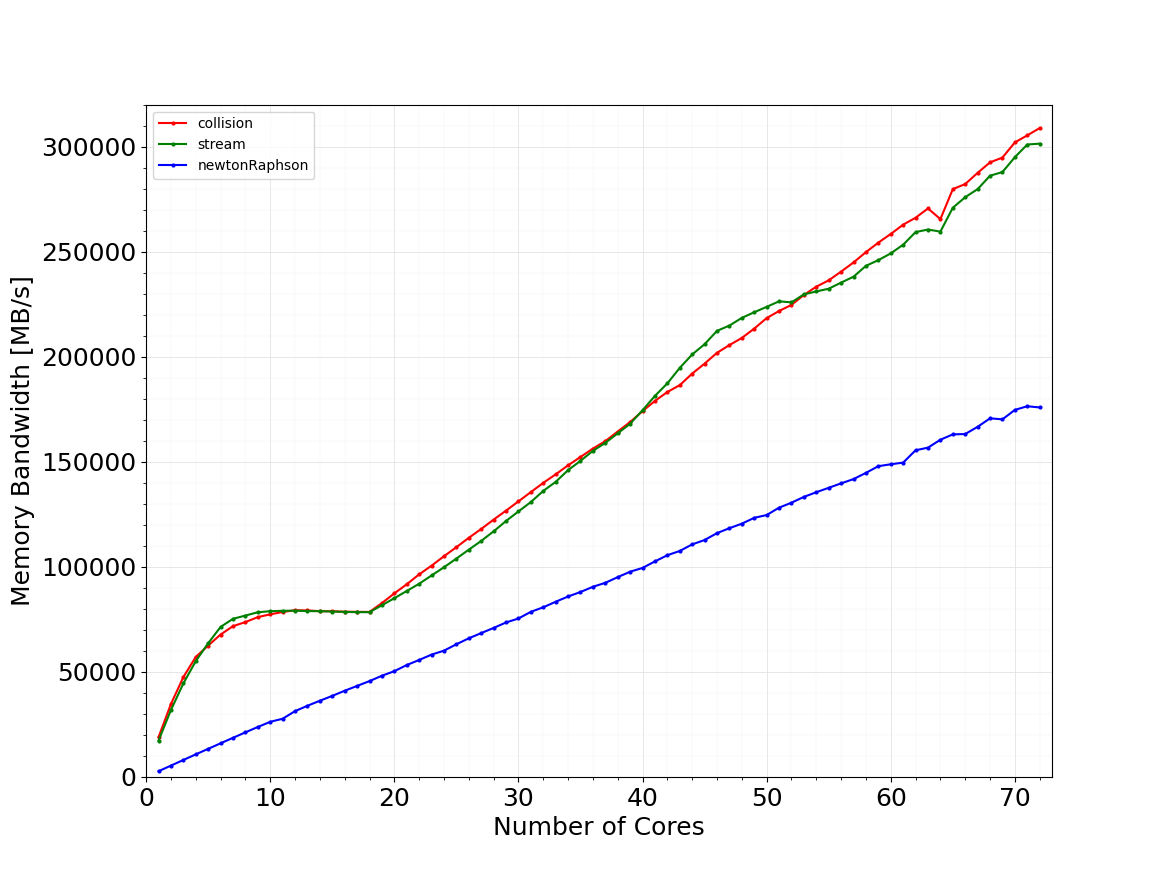 collision
stream
newtonRaphson
Memory Bandwidth [MB/s]
300000
250000
200000
150000
100000
50000
0
0 10 20 30 40 50 60 70
Number of Cores